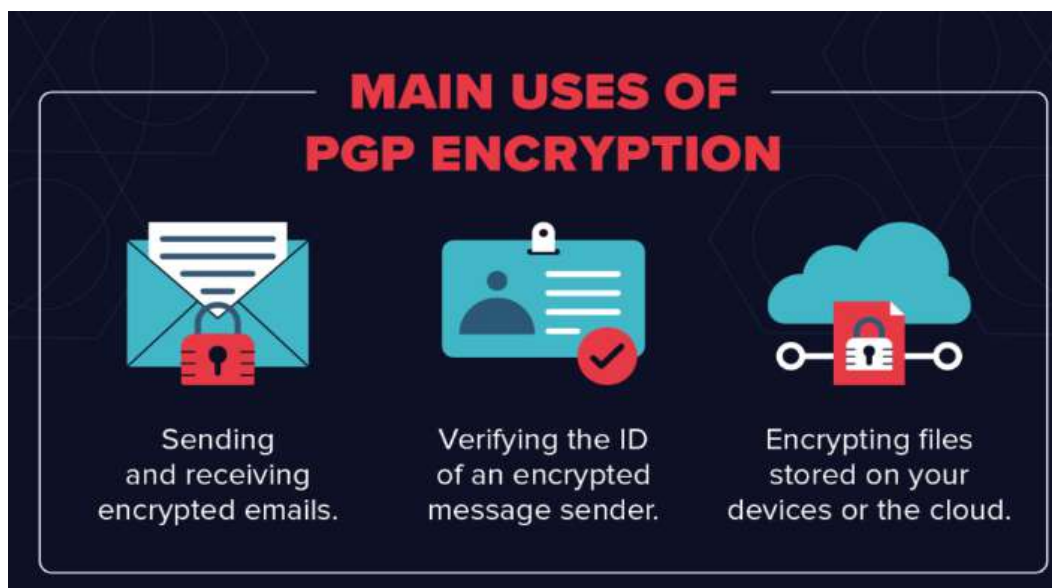 MAIN USES OF
PGP ENCRYPTION
Sending
and receiving
encrypted emails.
Verifying the ID
of an encrypted
message sender.
Encrypting files
stored on your
devices or the cloud.